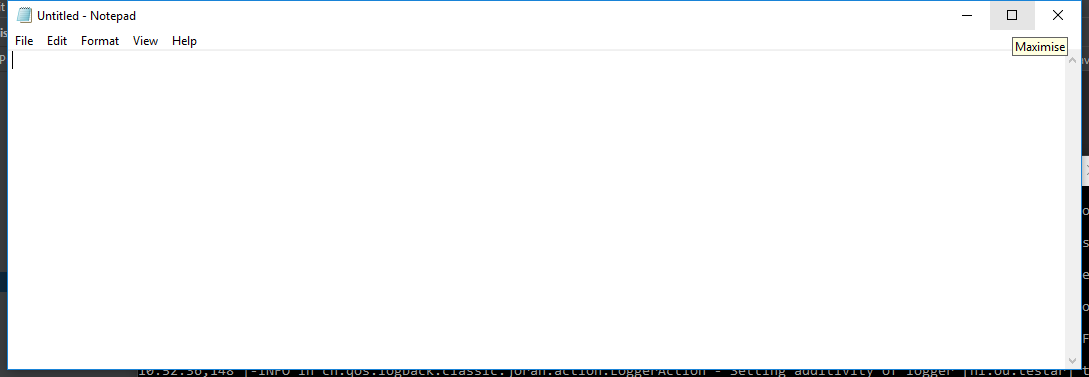 Untitled - Notepad
File Edit Format View Help
Maximise
10:52:36,148 |-INFO in ch.qos.logback.classic.joran.action.LoggerAction - Setting additivity of logger [nl.ou.testar]